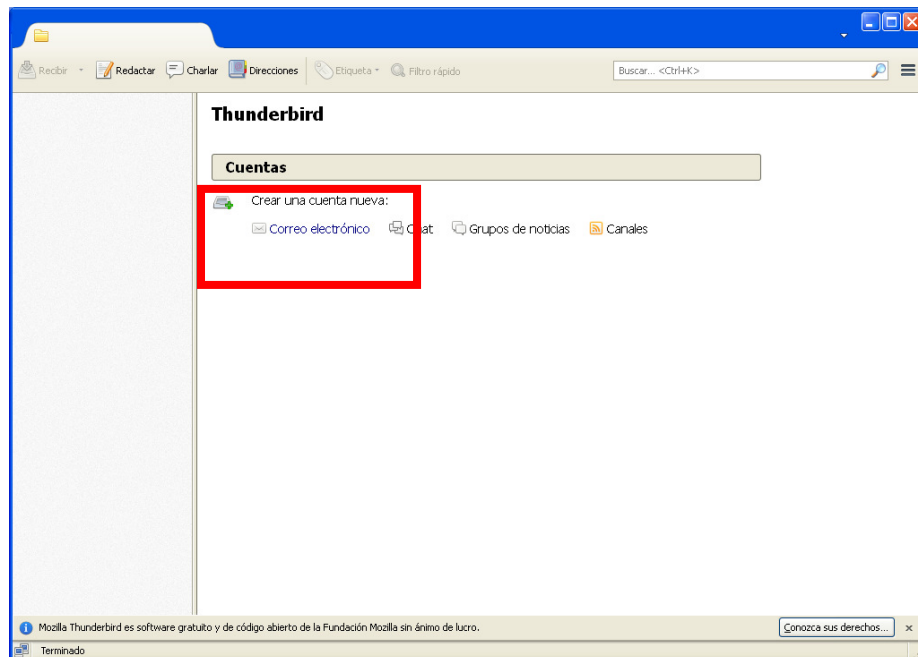 Recibir Redactar Charlar Direcciones Etiqueta Filtro rápido Buscar... <Ctrl+K>
Thunderbird
Cuentas
Crear una cuenta nueva:
Correo electrónico Chat Grupos de noticias Canales
Mozilla Thunderbird es software gratuito y de código abierto de la Fundación Mozilla sin ánimo de lucro. Conozca sus derechos...
Terminado